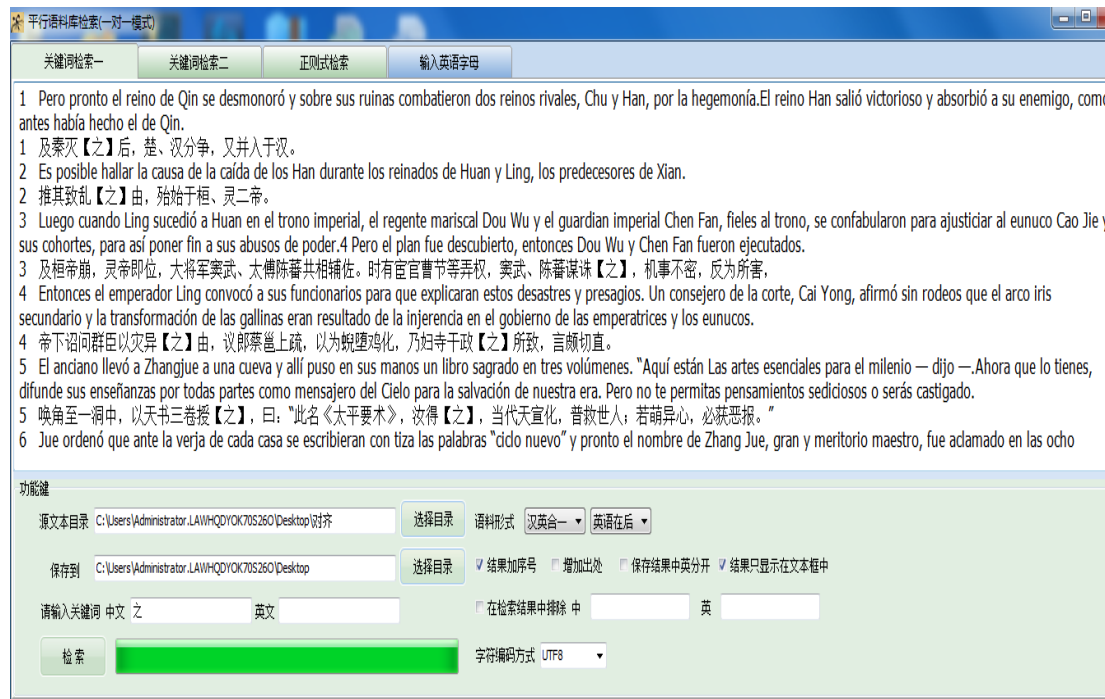 平行语料库检索(一对一模式)
关键词检索一 关键词检索二 正则式检索 输入英语字母
1 Pero pronto el reino de Qin se desmonoró y sobre sus ruinas combatieron dos reinos rivales, Chu y Han, por la hegemonía.El reino Han salió victorioso y absorbió a su enemigo, como
antes había hecho el de Qin.
1 及秦灭【之】后，楚、汉分争，又并入于汉。
2 Es posible hallar la causa de la caída de los Han durante los reinados de Huan y Ling, los predecesores de Xian.
2 推其致乱【之】由，殆始于桓、灵二帝。
3 Luego cuando Ling sucedió a Huan en el trono imperial, el regente mariscal Dou Wu y el guardian imperial Chen Fan, fieles al trono, se confabularon para ajusticiar al eunuco Cao Jie y
sus cohortes, para así poner fin a sus abusos de poder.4 Pero el plan fue descubierto, entonces Dou Wu y Chen Fan fueron ejecutados.
3 及桓帝崩，灵帝即位，大将军窦武、太傅陈蕃共相辅佐。时有宦官曹节等弄权，窦武、陈蕃谋诛【之】，机事不密，反为所害，
4 Entonces el emperador Ling convocó a sus funcionarios para que explicaran estos desastres y presagios. Un consejero de la corte, Cai Yong, afirmó sin rodeos que el arco iris
secundario y la transformación de las gallinas eran resultado de la injerencia en el gobierno de las emperatrices y los eunucos.
4 帝下诏问群臣以灾异【之】由，议郎蔡邕上疏，以为蜺堕鸡化，乃妇寺干政【之】所致，言颇切直。
5 El anciano llevó a Zhangjue a una cueva y allí puso en sus manos un libro sagrado en tres volúmenes. "Aquí están Las artes esenciales para el milenio — dijo —.Ahora que lo tienes,
difunde sus enseñanzas por todas partes como mensajero del Cielo para la salvación de nuestra era. Pero no te permitas pensamientos sediciosos o serás castigado.
5 唤角至一洞中，以天书三卷授【之】，曰："此名《太平要术》，汝得【之】，当代天宣化，普救世人；若萌异心，必获恶报。"
6 Jue ordenó que ante la verja de cada casa se escribieran con tiza las palabras "ciclo nuevo" y pronto el nombre de Zhang Jue, gran y meritorio maestro, fue aclamado en las ocho
功能键
源文本目录 C:\Users\Administrator.LAWHQDYOK70S26O\Desktop\对齐 选择目录 语料形式 汉英合一 英语在后
保存到 C:\Users\Administrator.LAWHQDYOK70S26O\Desktop 选择目录 结果加序号 增加出处 保存结果中英分开 结果只显示在文本框中
请输入关键词 中文 之 英文 在检索结果中排除 中 英
检索 字符编码方式 UTF8